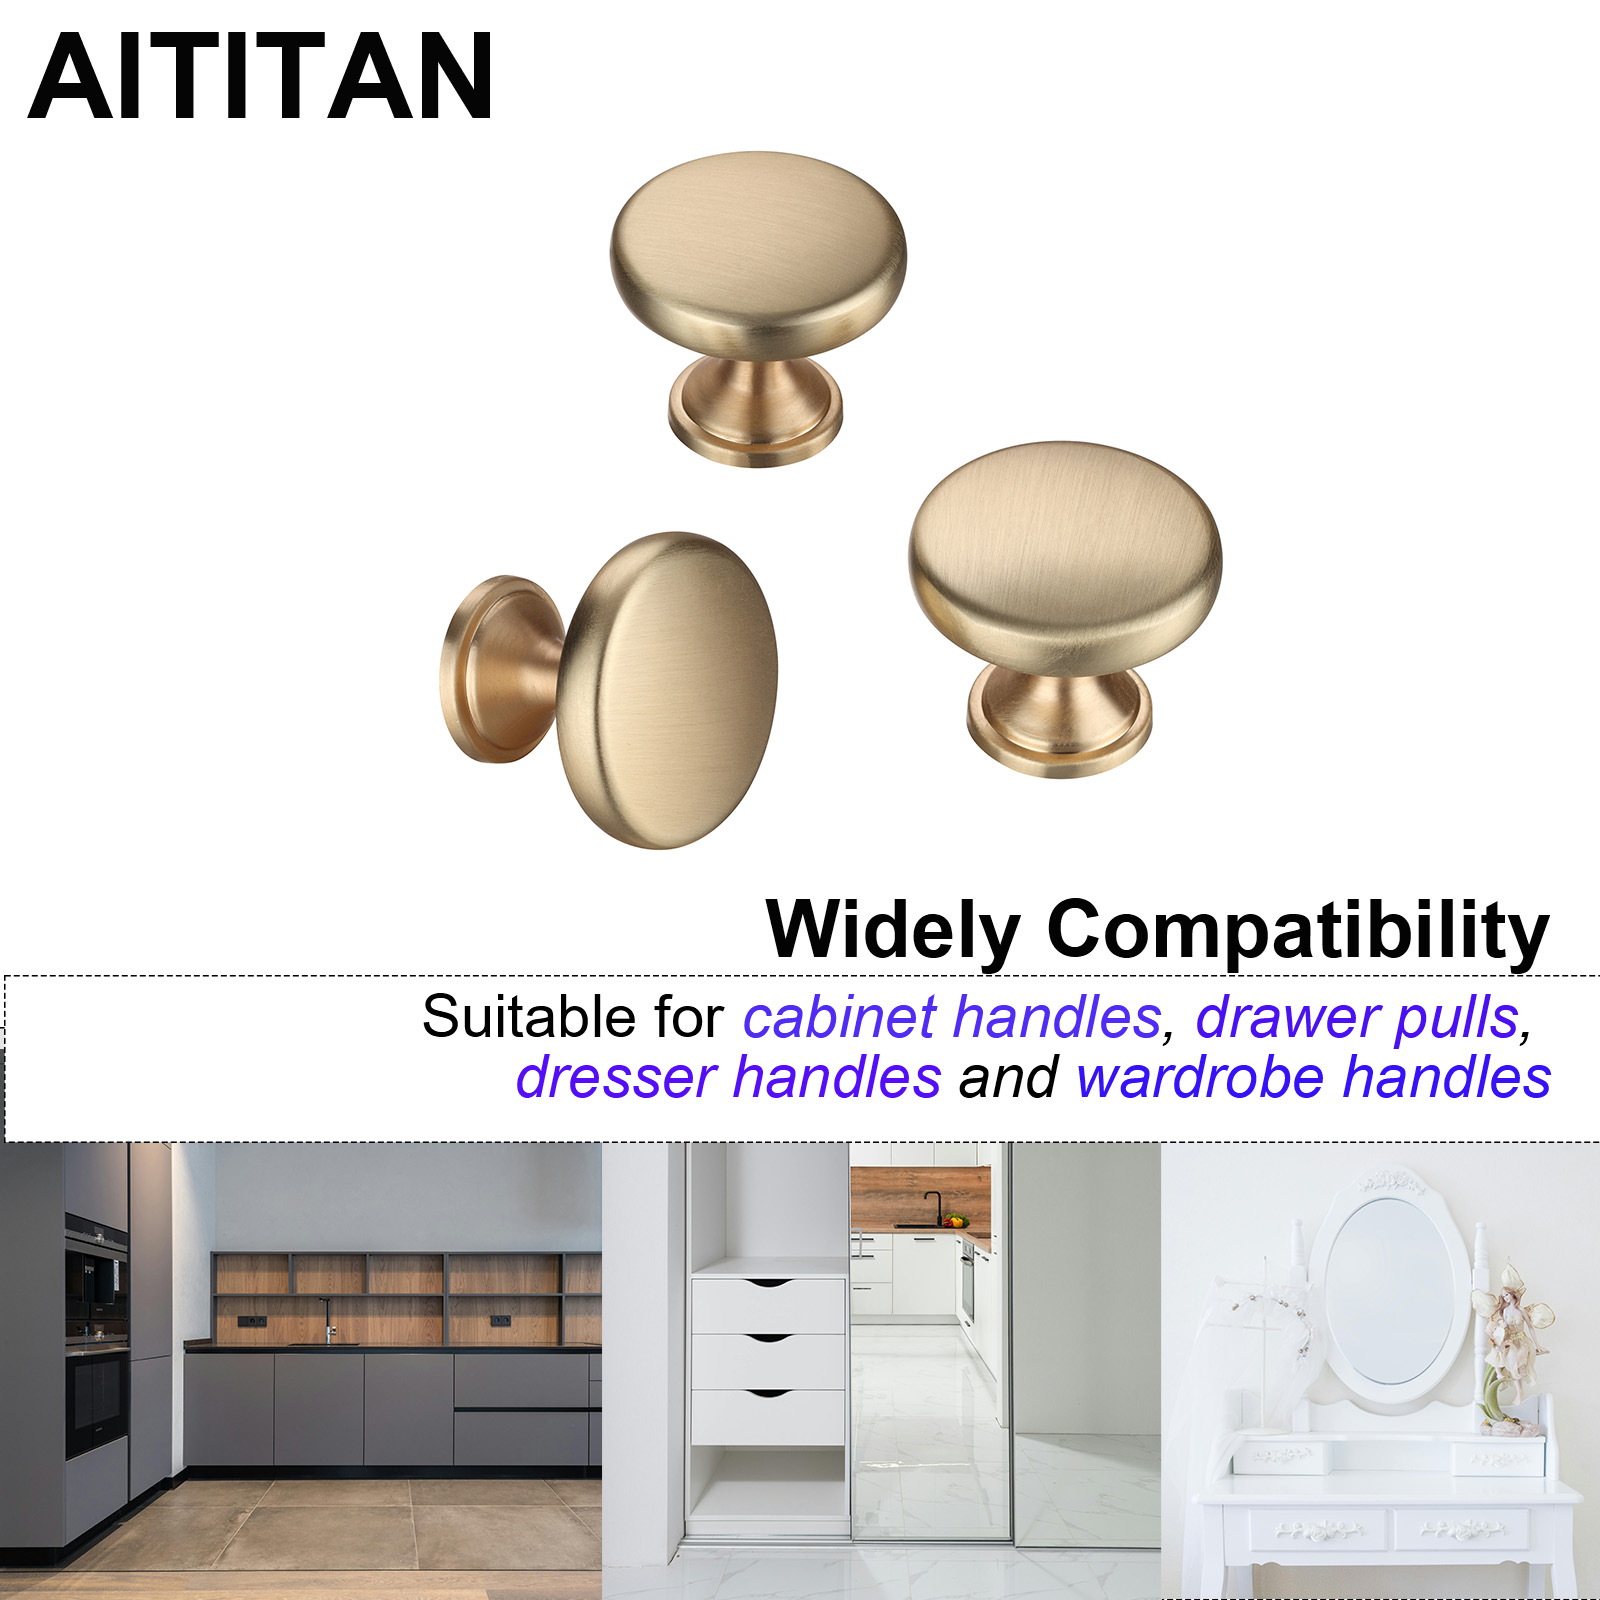 AITITAN
Widely Compatibility
Suitable for cabinet handles, drawer pulls,
dresser handles and wardrobe handles